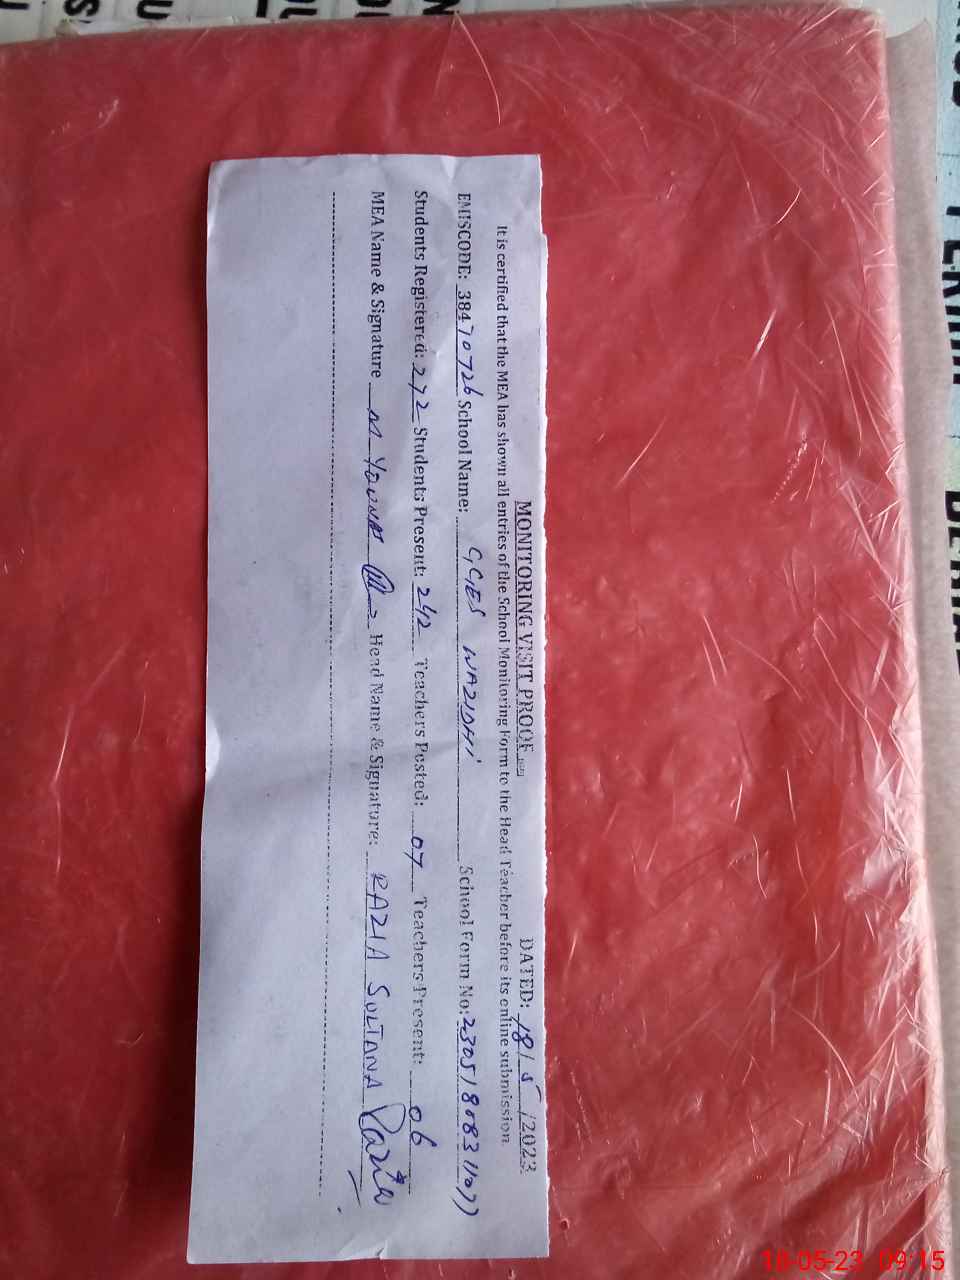 MONITORING VISIT PROOF DATED: 18/5/2023
It is certified that the MEA has shown all entries of the School Monitoring Form to the Head Teacher before its online submission
EMISCODE: 38470726 School Name: GGES WAZIDHI School Form No: 230518083
Students Registered: 272 Students Present: 242 Teachers Posted: 07 Teachers Present: 06
MEA Name & Signature M YOUNAS Head Name & Signature: RAZIA SULTANA Razia
18-05-23 09:15